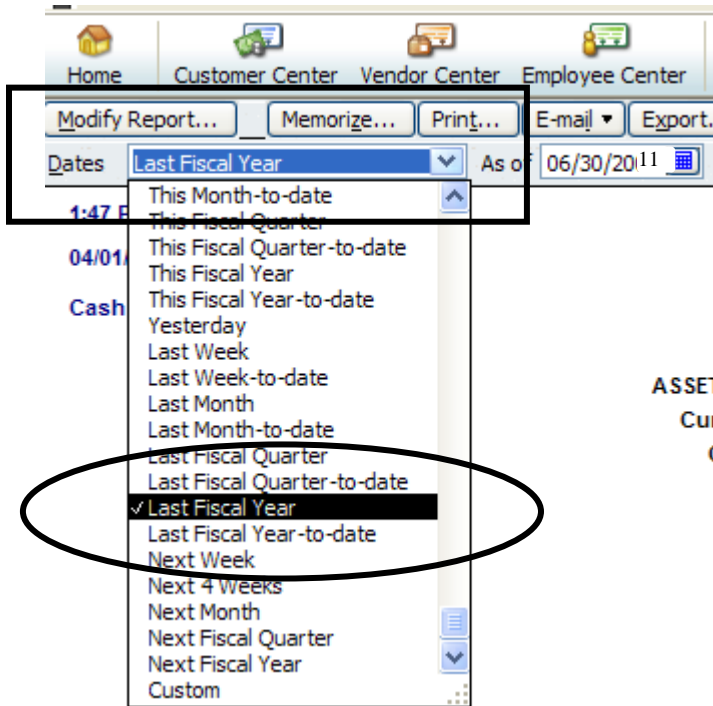 Home Customer Center Vendor Center Employee Center
Modify Report... Memorize... Print... E-mail Export.
Dates Last Fiscal Year As of 06/30/2011
This Month-to-date
1:47
This Fiscal Quarter
This Fiscal Quarter-to-date
04/01/
This Fiscal Year
This Fiscal Year-to-date
Cash
Yesterday
Last Week
Last Week-to-date
Last Month
Last Month-to-date
Last Fiscal Quarter
Last Fiscal Quarter-to-date
Last Fiscal Year
Last Fiscal Year-to-date
Next Week
Next 4 Weeks
Next Month
Next Fiscal Quarter
Next Fiscal Year
Custom